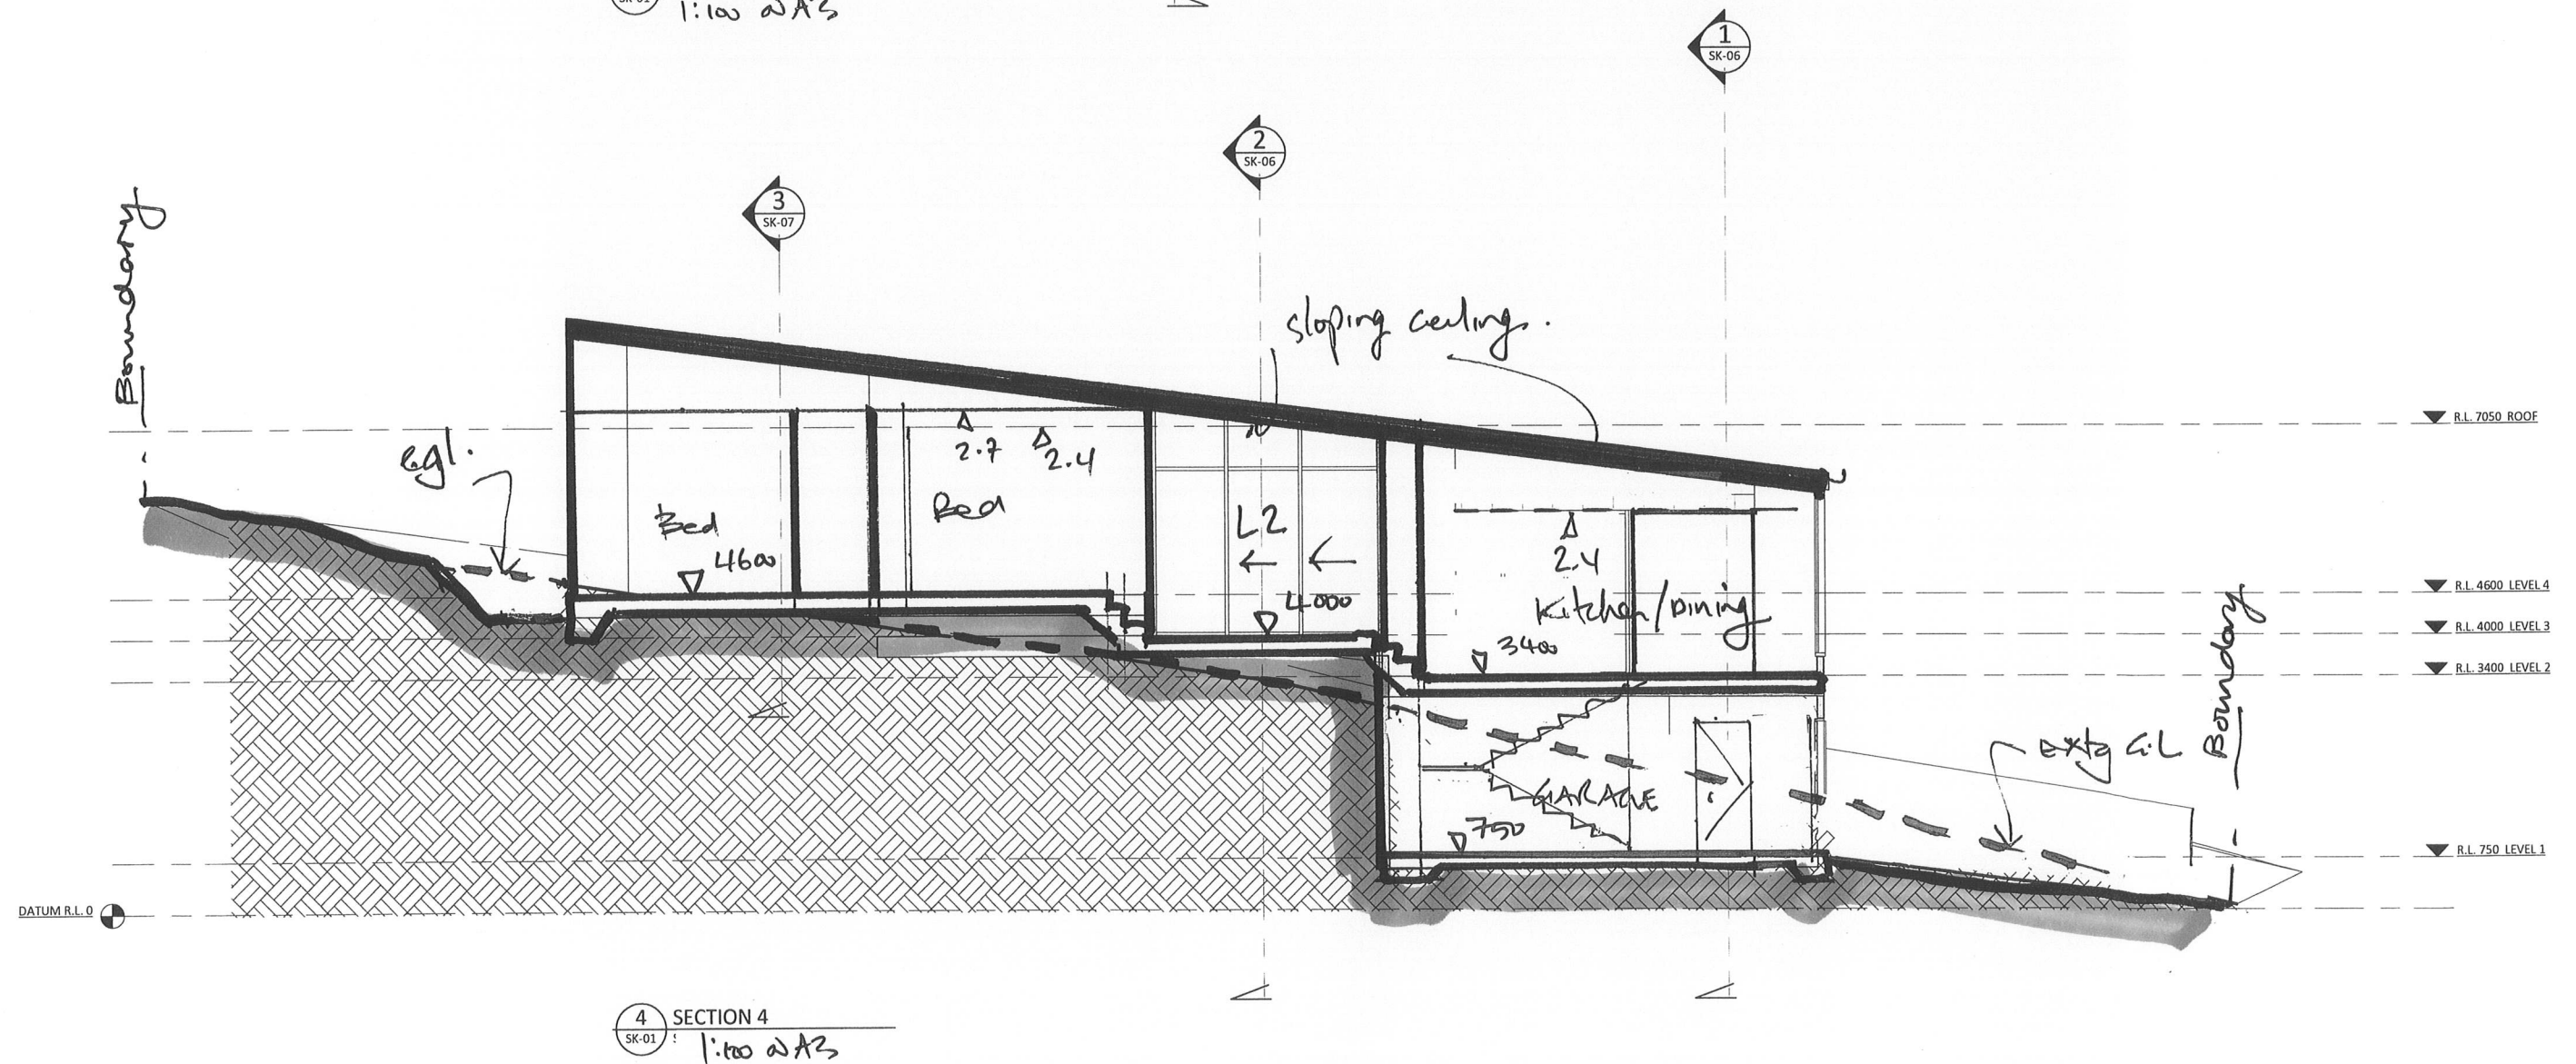 SK-01
1:100 @ A3
1
SK-06
2
SK-06
3
SK-07
Boundary
sloping ceilings.
egl.
R.L. 7050 ROOF
2.7
2.4
Bed
Bed
4600
L2
4000
2.4
Kitchen/Dining
3400
R.L. 4600 LEVEL 4
R.L. 4000 LEVEL 3
R.L. 3400 LEVEL 2
Boundary
extg G.L
GARAGE
750
R.L. 750 LEVEL 1
DATUM R.L. 0
4
SK-01
SECTION 4
1:100 @ A3